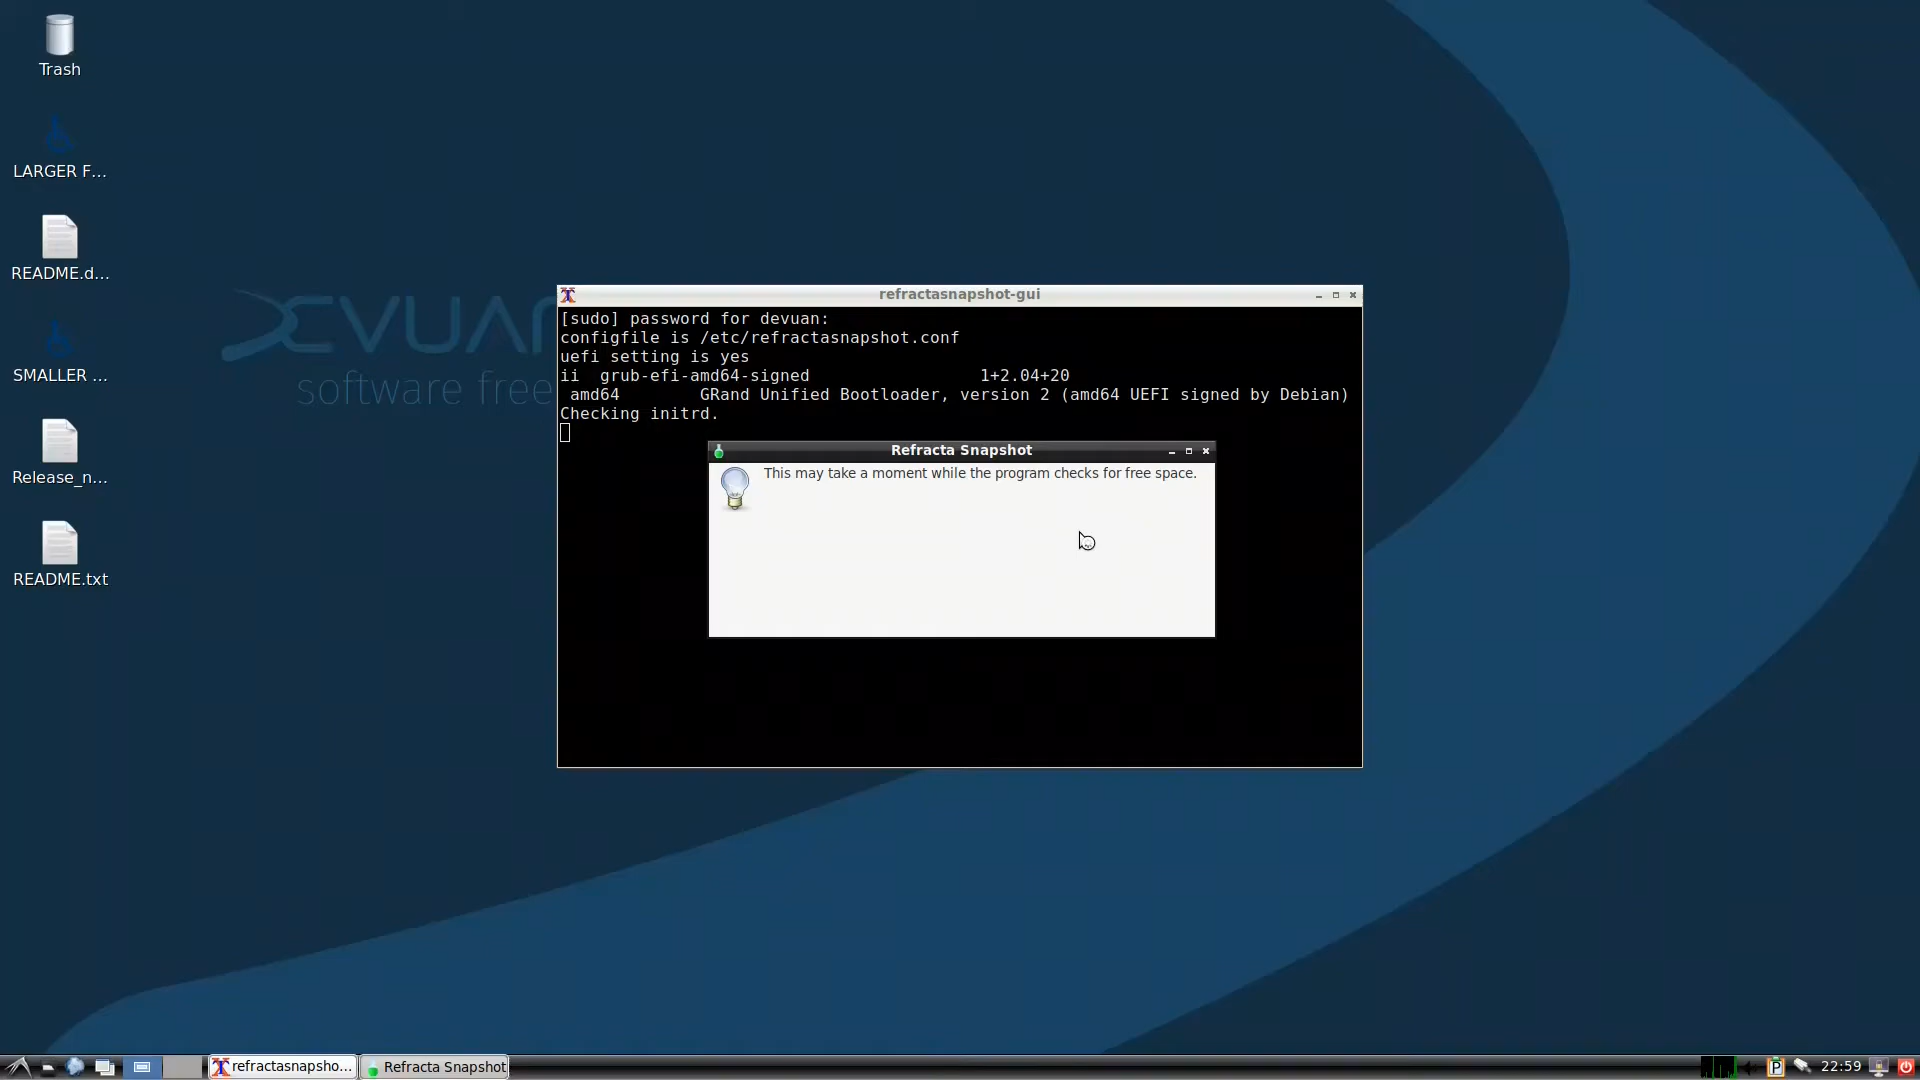 Trash
LARGER F...
README.d...
SMALLER ...
Release_n...
README.txt
DEVUAN
software free
refractasnapshot-gui
[sudo] password for devuan:
configfile is /etc/refractasnapshot.conf
uefi setting is yes
ii  grub-efi-amd64-signed                 1+2.04+20
 amd64        GRand Unified Bootloader, version 2 (amd64 UEFI signed by Debian)
Checking initrd.
Refracta Snapshot
This may take a moment while the program checks for free space.
refractasnapsho...
Refracta Snapshot
P
22:59